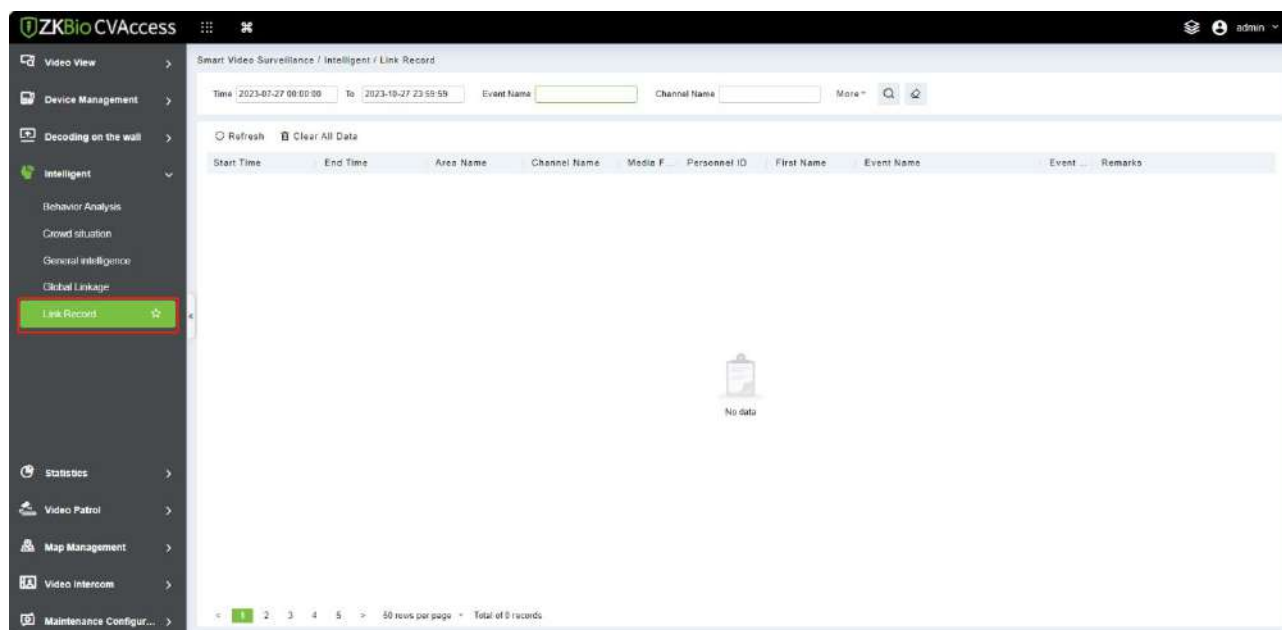 ZKBio CVAccess
admin
Video View
Device Management
Decoding on the wall
Intelligent
Behavior Analysis
Crowd situation
General intelligence
Global Linkage
Link Record
Statistics
Video Patrol
Map Management
Video Intercom
Maintenance Configur...
Smart Video Surveillance / Intelligent / Link Record
Time 2023-07-27 00:00:00 To 2023-10-27 23:59:59 Event Name Channel Name More
Refresh Clear All Data
Start Time End Time Area Name Channel Name Media F... Personnel ID First Name Event Name Event ... Remarks
No data
< 1 2 3 4 5 > 50 rows per page Total of 0 records